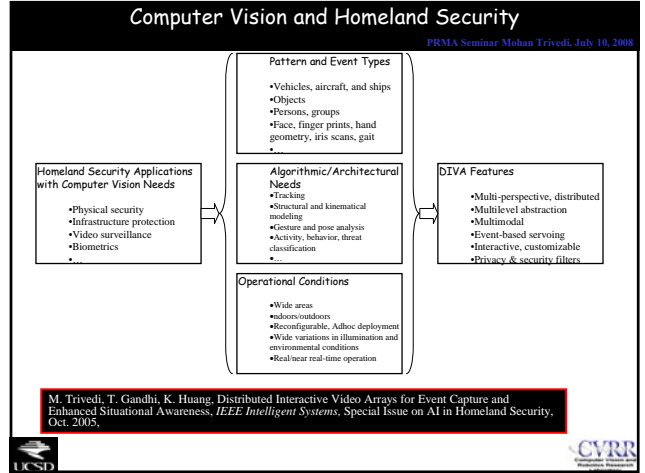 Computer Vision and Homeland Security
PRMA Seminar Mohan Trivedi, July 10, 2008
Homeland Security Applications
with Computer Vision Needs
•Physical security
•Infrastructure protection
•Video surveillance
•Biometrics
•…
Pattern and Event Types
•Vehicles, aircraft, and ships
•Objects
•Persons, groups
•Face, finger prints, hand
geometry, iris scans, gait
•…
Algorithmic/Architectural
Needs
•Tracking
•Structural and kinematical
modeling
•Gesture and pose analysis
•Activity, behavior, threat
classification
•…
Operational Conditions
•Wide areas
•ndoors/outdoors
•Reconfigurable, Adhoc deployment
•Wide variations in illumination and
environmental conditions
•Real/near real-time operation
DIVA Features
•Multi-perspective, distributed
•Multilevel abstraction
•Multimodal
•Event-based servoing
•Interactive, customizable
•Privacy & security filters
M. Trivedi, T. Gandhi, K. Huang, Distributed Interactive Video Arrays for Event Capture and
Enhanced Situational Awareness, IEEE Intelligent Systems, Special Issue on AI in Homeland Security,
Oct. 2005,
UCSD
CVRR
Computer Vision and
Robotics Research